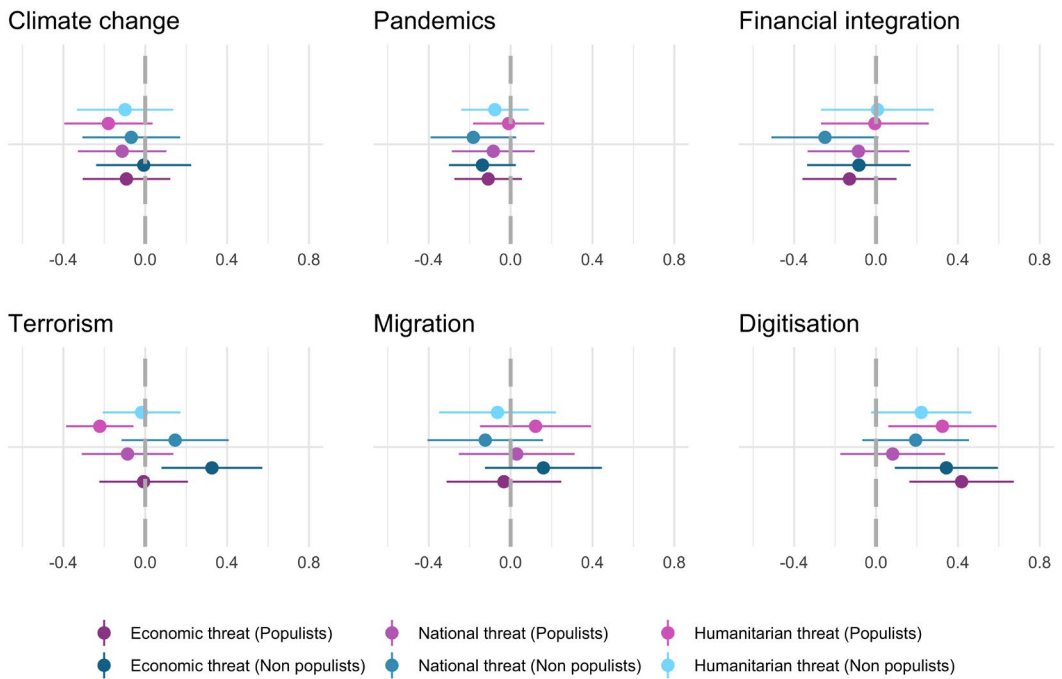 Climate change Pandemics Financial integration
-0.4 0.0 0.4 0.8 -0.4 0.0 0.4 0.8 -0.4 0.0 0.4 0.8
Terrorism Migration Digitisation
-0.4 0.0 0.4 0.8 -0.4 0.0 0.4 0.8 -0.4 0.0 0.4 0.8
Economic threat (Populists) National threat (Populists) Humanitarian threat (Populists)
Economic threat (Non populists) National threat (Non populists) Humanitarian threat (Non populists)